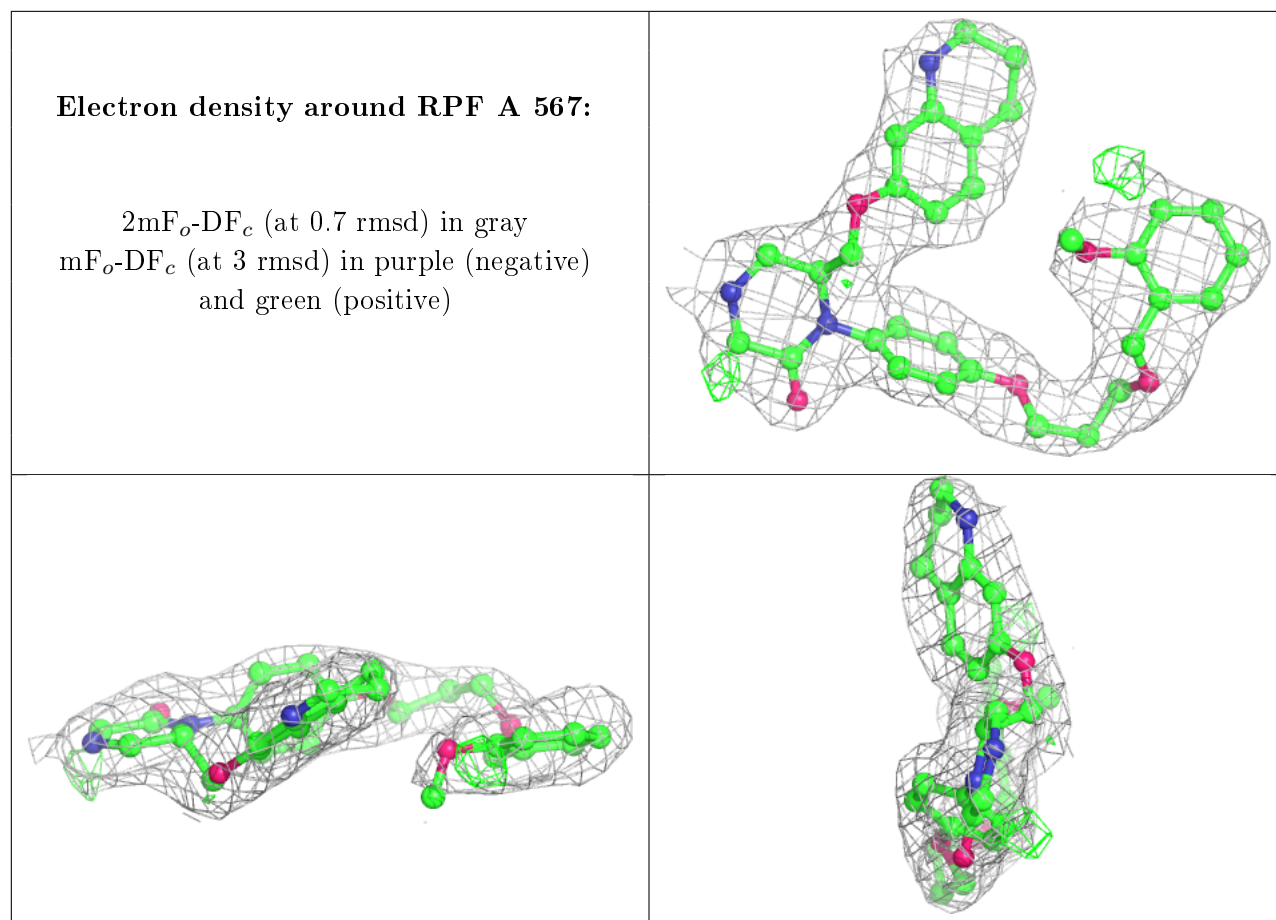 Electron density around RPF A 567:
2mFₒ-DF𝒸 (at 0.7 rmsd) in gray
mFₒ-DF𝒸 (at 3 rmsd) in purple (negative)
and green (positive)